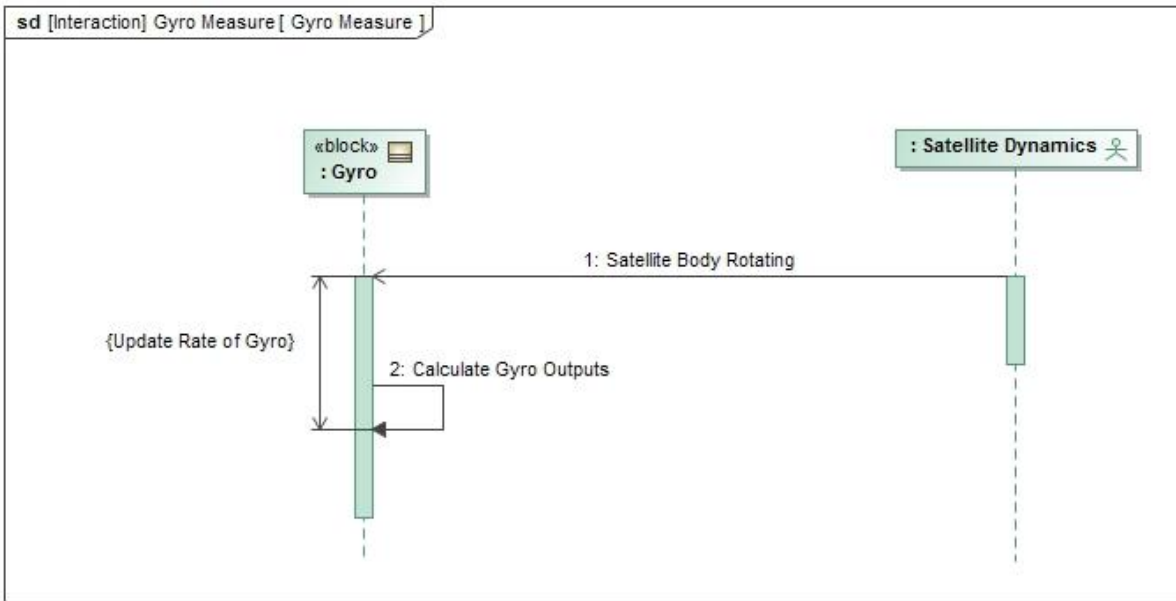 sd [Interaction] Gyro Measure [ Gyro Measure ]
«block»
: Gyro
: Satellite Dynamics
1: Satellite Body Rotating
{Update Rate of Gyro}
2: Calculate Gyro Outputs